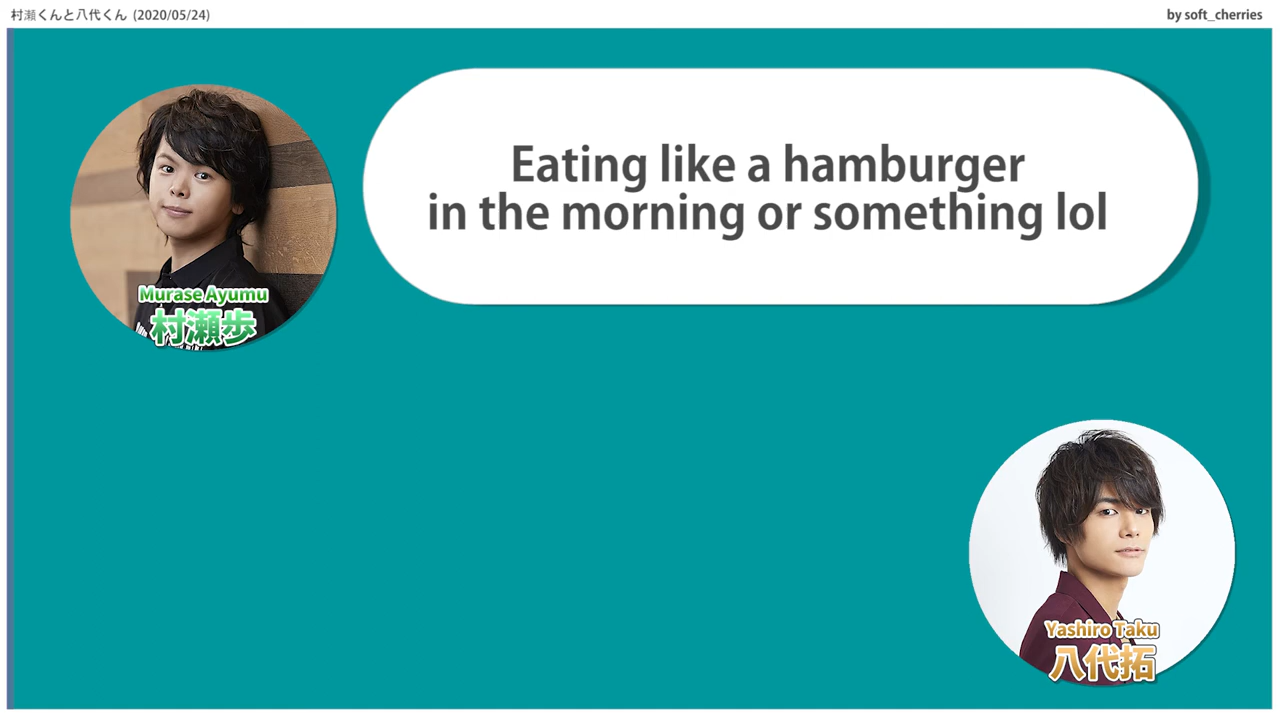 村瀬くんと八代くん (2020/05/24)
by soft_cherries
Eating like a hamburger
in the morning or something lol
Murase Ayumu
村瀬歩
Yashiro Taku
八代拓